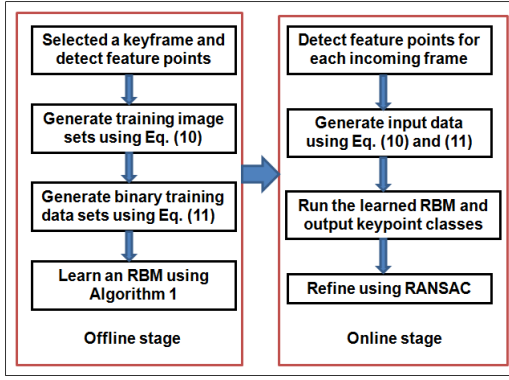 Selected a keyframe and
detect feature points
Generate training image
sets using Eq. (10)
Generate binary training
data sets using Eq. (11)
Learn an RBM using
Algorithm 1
Offline stage
Detect feature points for
each incoming frame
Generate input data
using Eq. (10) and (11)
Run the learned RBM and
output keypoint classes
Refine using RANSAC
Online stage